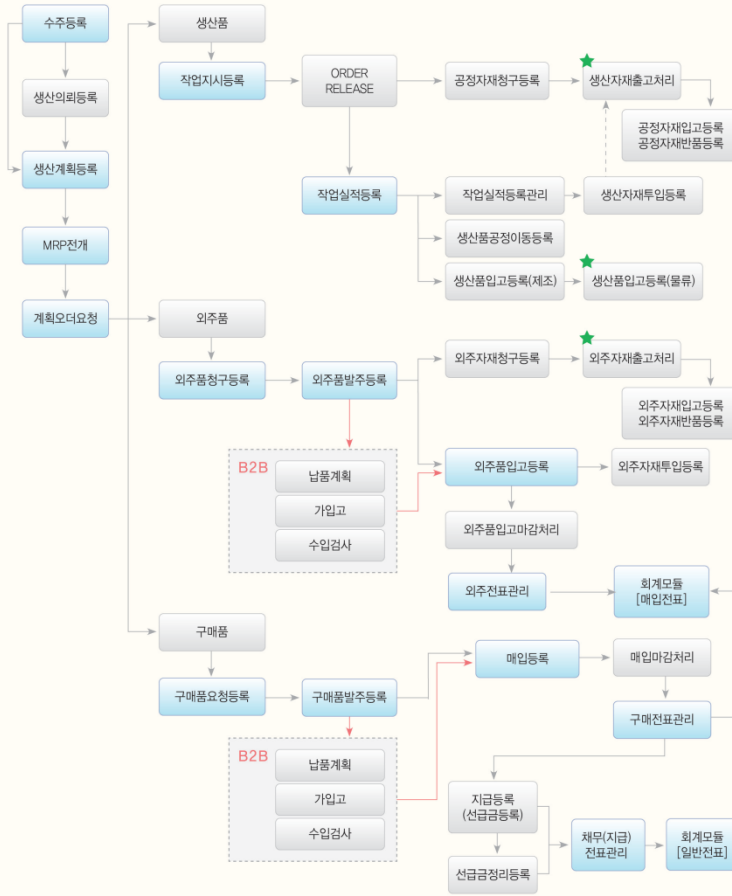 수주등록
생산의뢰등록
생산계획등록
MRP전개
계획오더요청
생산품
작업지시등록
ORDER
RELEASE
공정자재청구등록
생산자재출고처리
공정자재입고등록
공정자재반품등록
작업실적등록
작업실적등록관리
생산자재투입등록
생산품공정이동등록
생산품입고등록(제조)
생산품입고등록(물류)
외주품
외주품청구등록
외주품발주등록
외주자재청구등록
외주자재출고처리
외주자재입고등록
외주자재반품등록
B2B
납품계획
가입고
수입검사
외주품입고등록
외주자재투입등록
외주품입고마감처리
외주전표관리
회계모듈
[매입전표]
구매품
구매품요청등록
구매품발주등록
매입등록
매입마감처리
구매전표관리
B2B
납품계획
가입고
수입검사
지급등록
(선급금등록)
선급금정리등록
채무(지급)
전표관리
회계모듈
[일반전표]